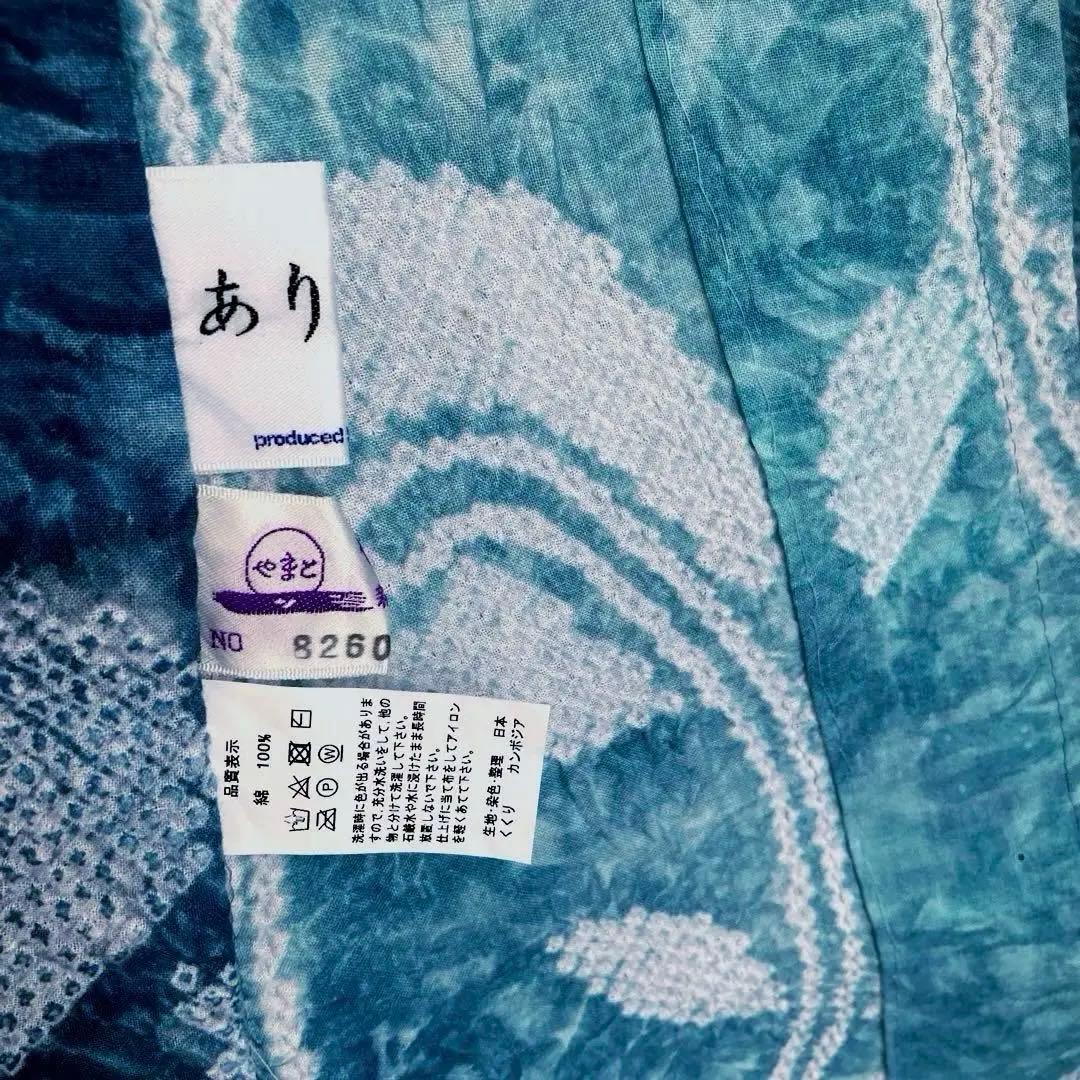 あり
produced
やまと
NO 8260
品質表示
綿 100%
洗濯時に色が出る場合がありま
すので、充分水洗いをして、他の
物と分けて洗濯して下さい。
石鹸水や水に浸けたまま長時間
放置しないで下さい。
仕上げに当て布をしてアイロン
を軽くあてて下さい。
生地・染色・整理 日本
くくり カンボジア